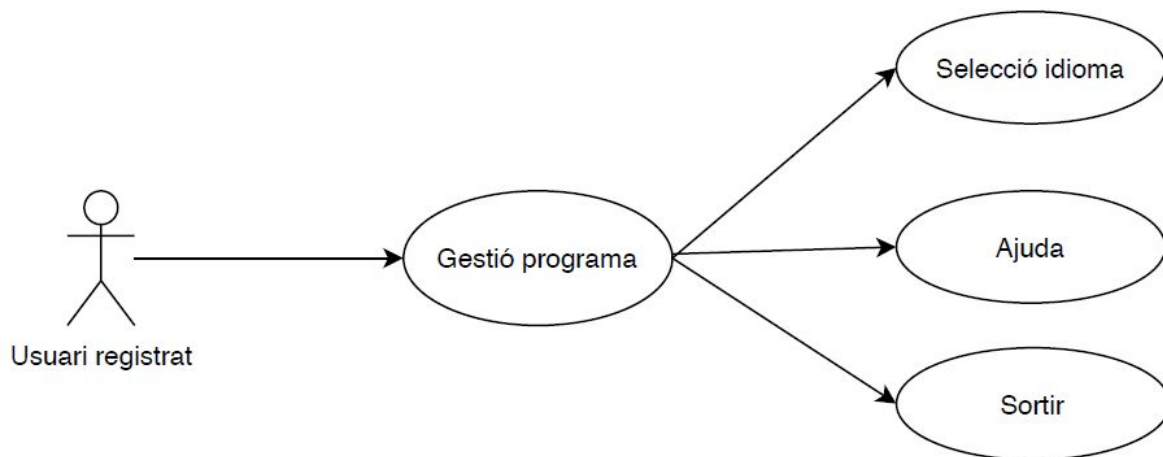 Selecció idioma
Gestió programa
Ajuda
Usuari registrat
Sortir